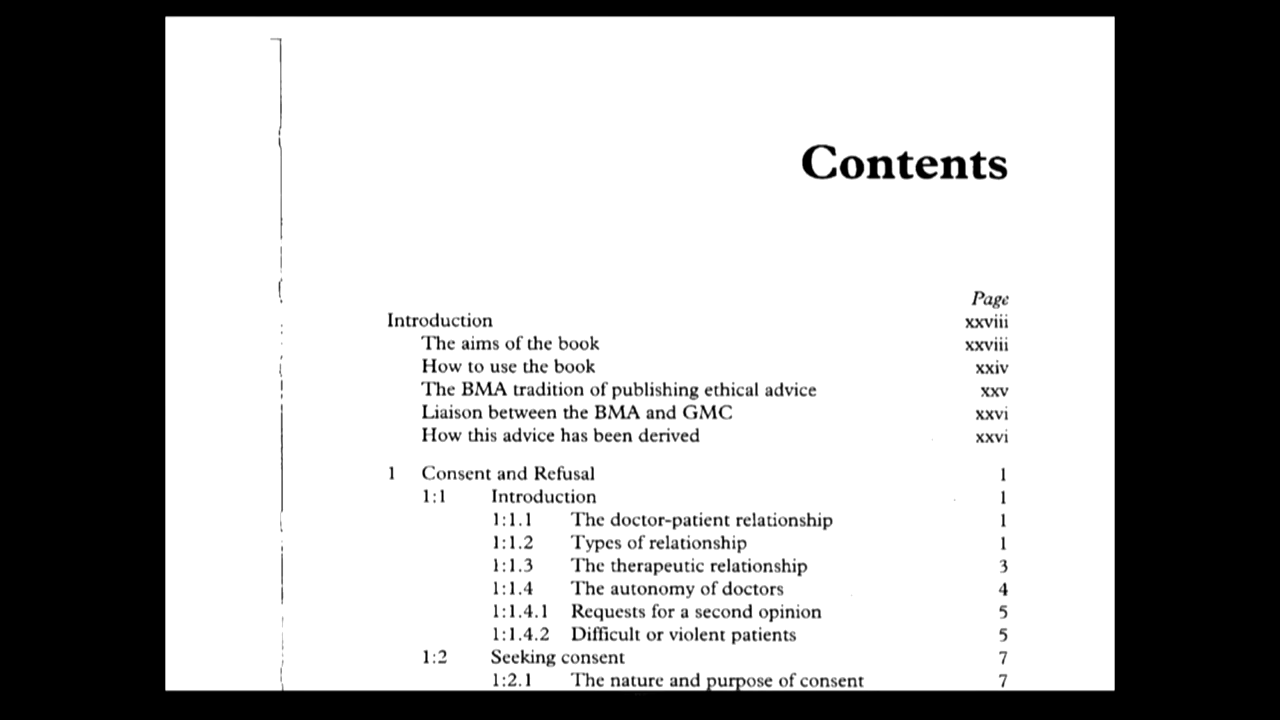 Contents
Page
Introduction xxviii
The aims of the book xxviii
How to use the book xxiv
The BMA tradition of publishing ethical advice xxv
Liaison between the BMA and GMC xxvi
How this advice has been derived xxvi
1 Consent and Refusal 1
1:1 Introduction 1
1:1.1 The doctor-patient relationship 1
1:1.2 Types of relationship 1
1:1.3 The therapeutic relationship 3
1:1.4 The autonomy of doctors 4
1:1.4.1 Requests for a second opinion 5
1:1.4.2 Difficult or violent patients 5
1:2 Seeking consent 7
1:2.1 The nature and purpose of consent 7